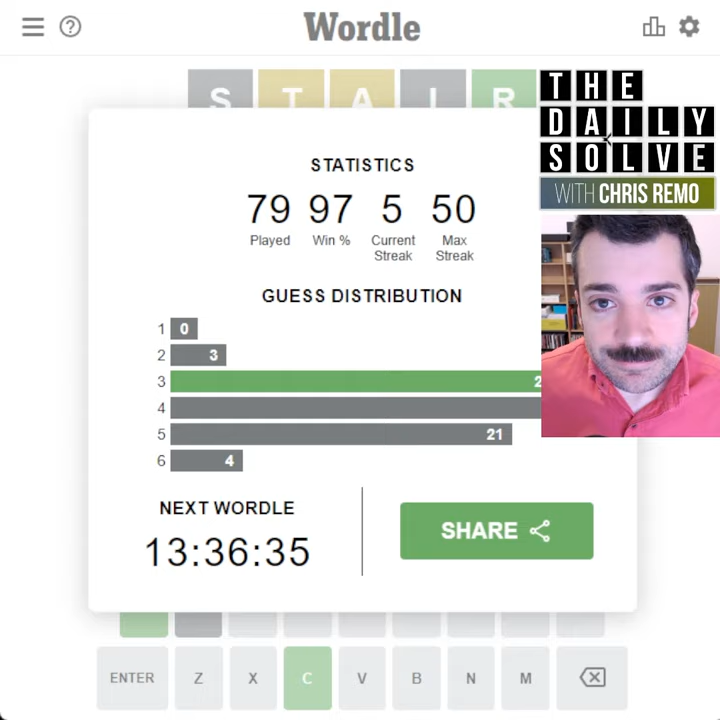 Wordle
S T A I R
THE
DAILY
SOLVE
WITH CHRIS REMO
STATISTICS
79 97 5 50
Played Win % Current Streak Max Streak
GUESS DISTRIBUTION
1 0
2 3
3 2
4
5 21
6 4
NEXT WORDLE
13:36:35
SHARE
ENTER Z X C V B N M